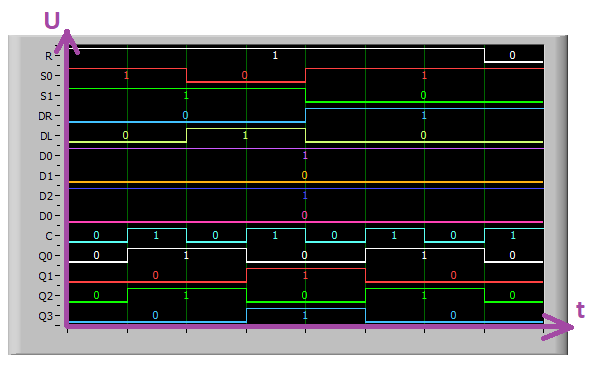 U
R 1 0
S0 1 0 1
S1 1 0
DR 0 1
DL 0 1 0
D0 1
D1 0
D2 1
D0 0
C 0 1 0 1 0 1 0 1
Q0 0 1 0 1 0
Q1 0 1 0
Q2 0 1 0 1 0
Q3 0 1 0
t